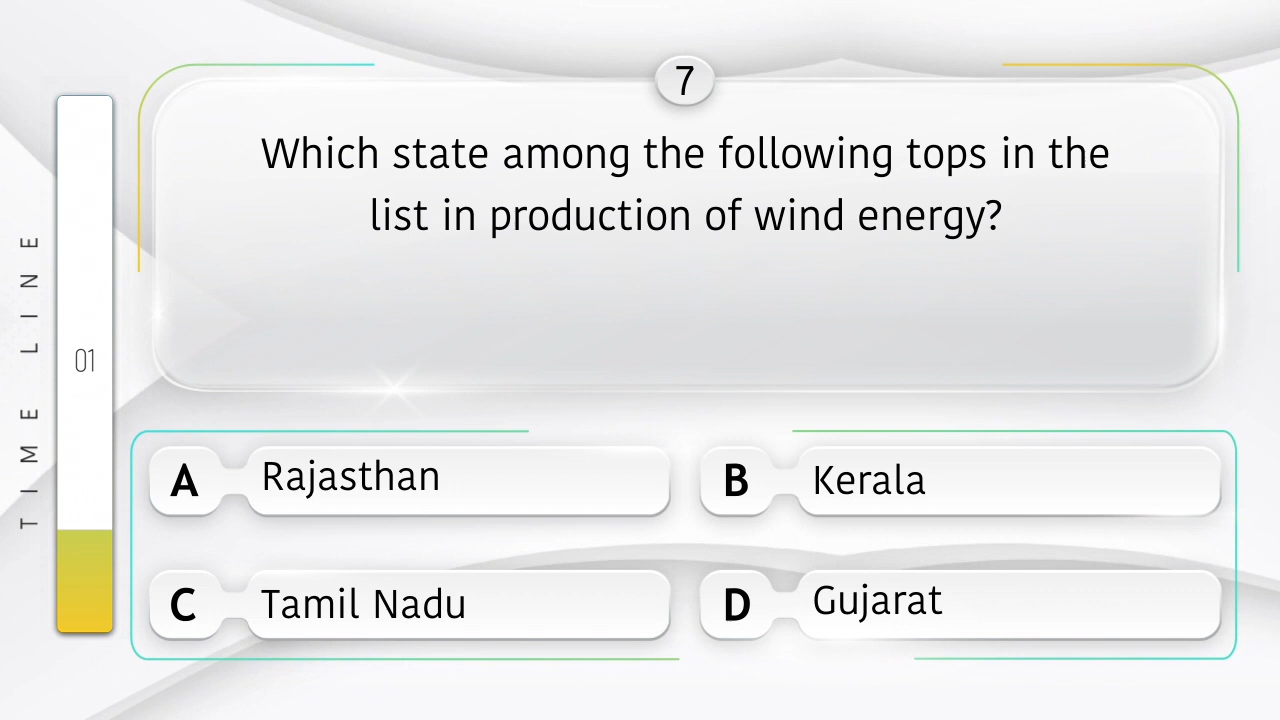 7
Which state among the following tops in the
list in production of wind energy?
TIME LINE
01
A Rajasthan
B Kerala
C Tamil Nadu
D Gujarat